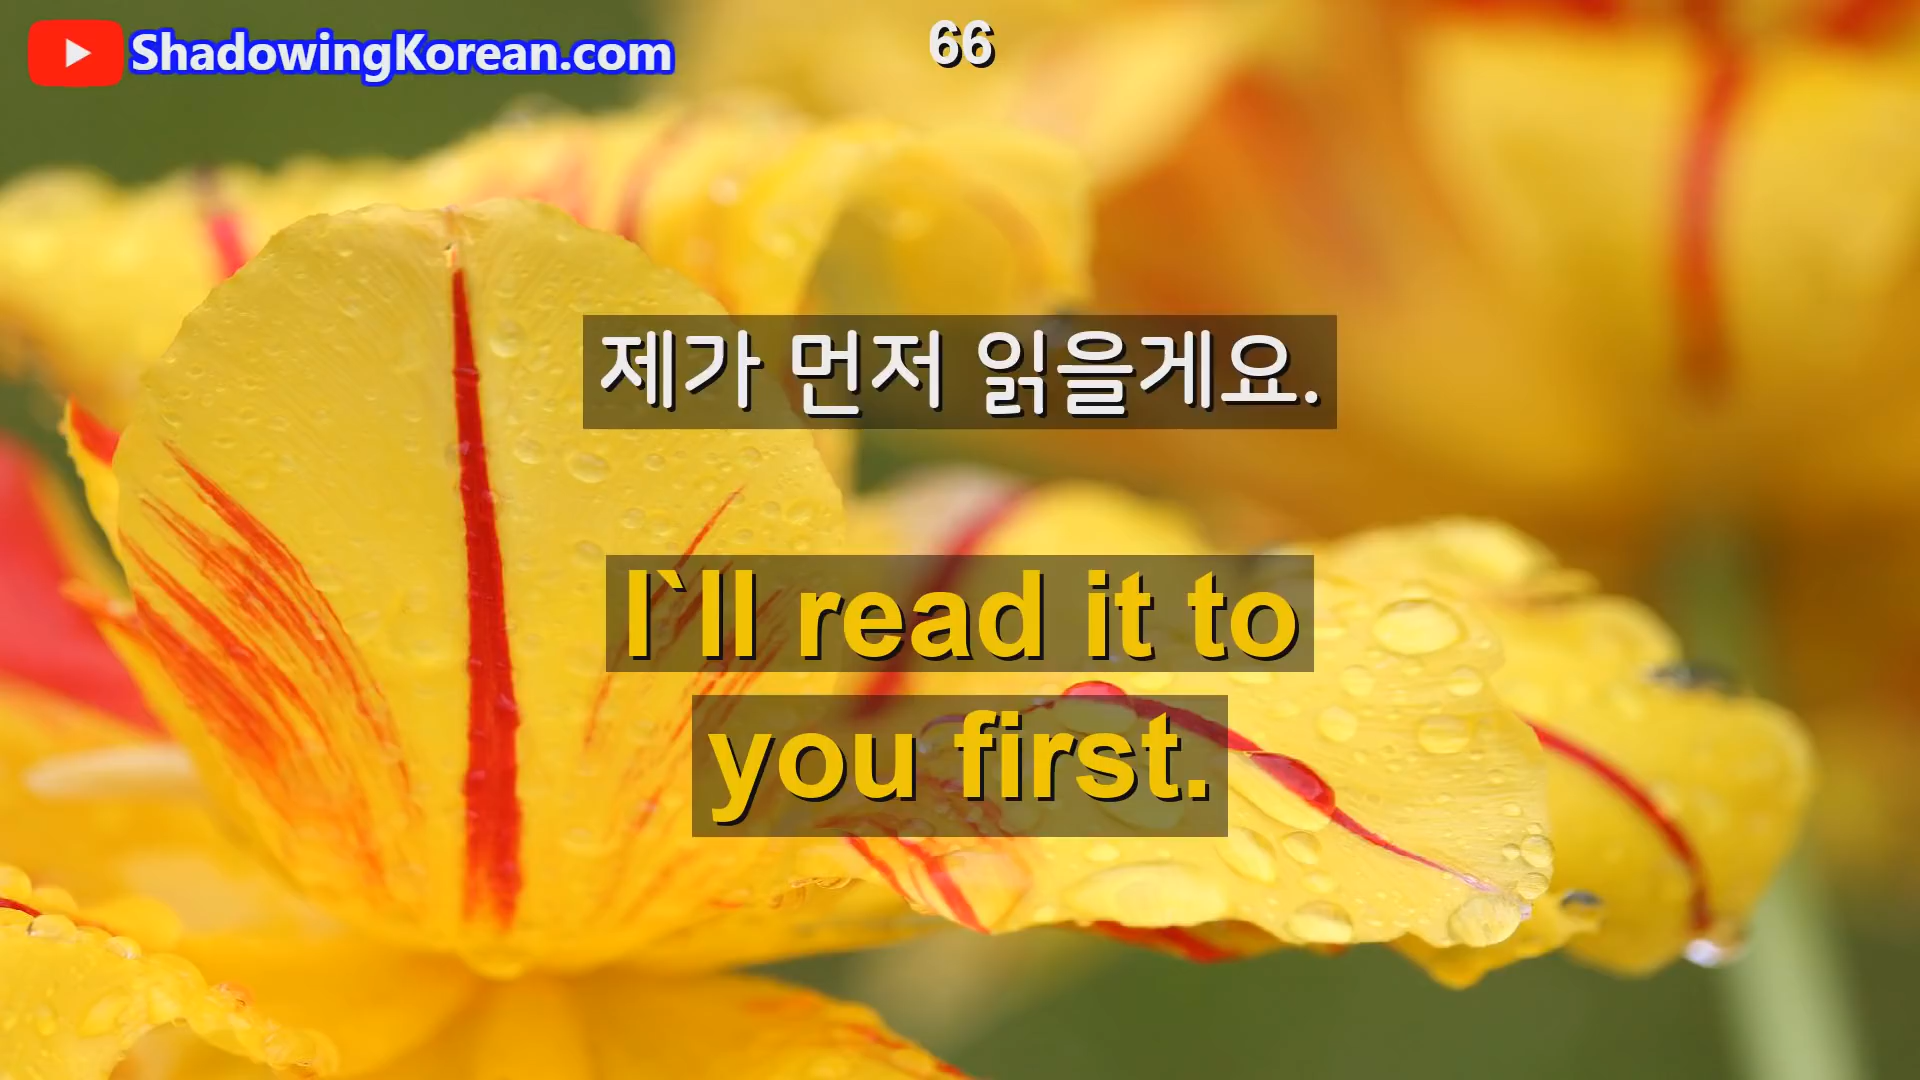 ShadowingKorean.com
66
제가 먼저 읽을게요.
I`ll read it to
you first.